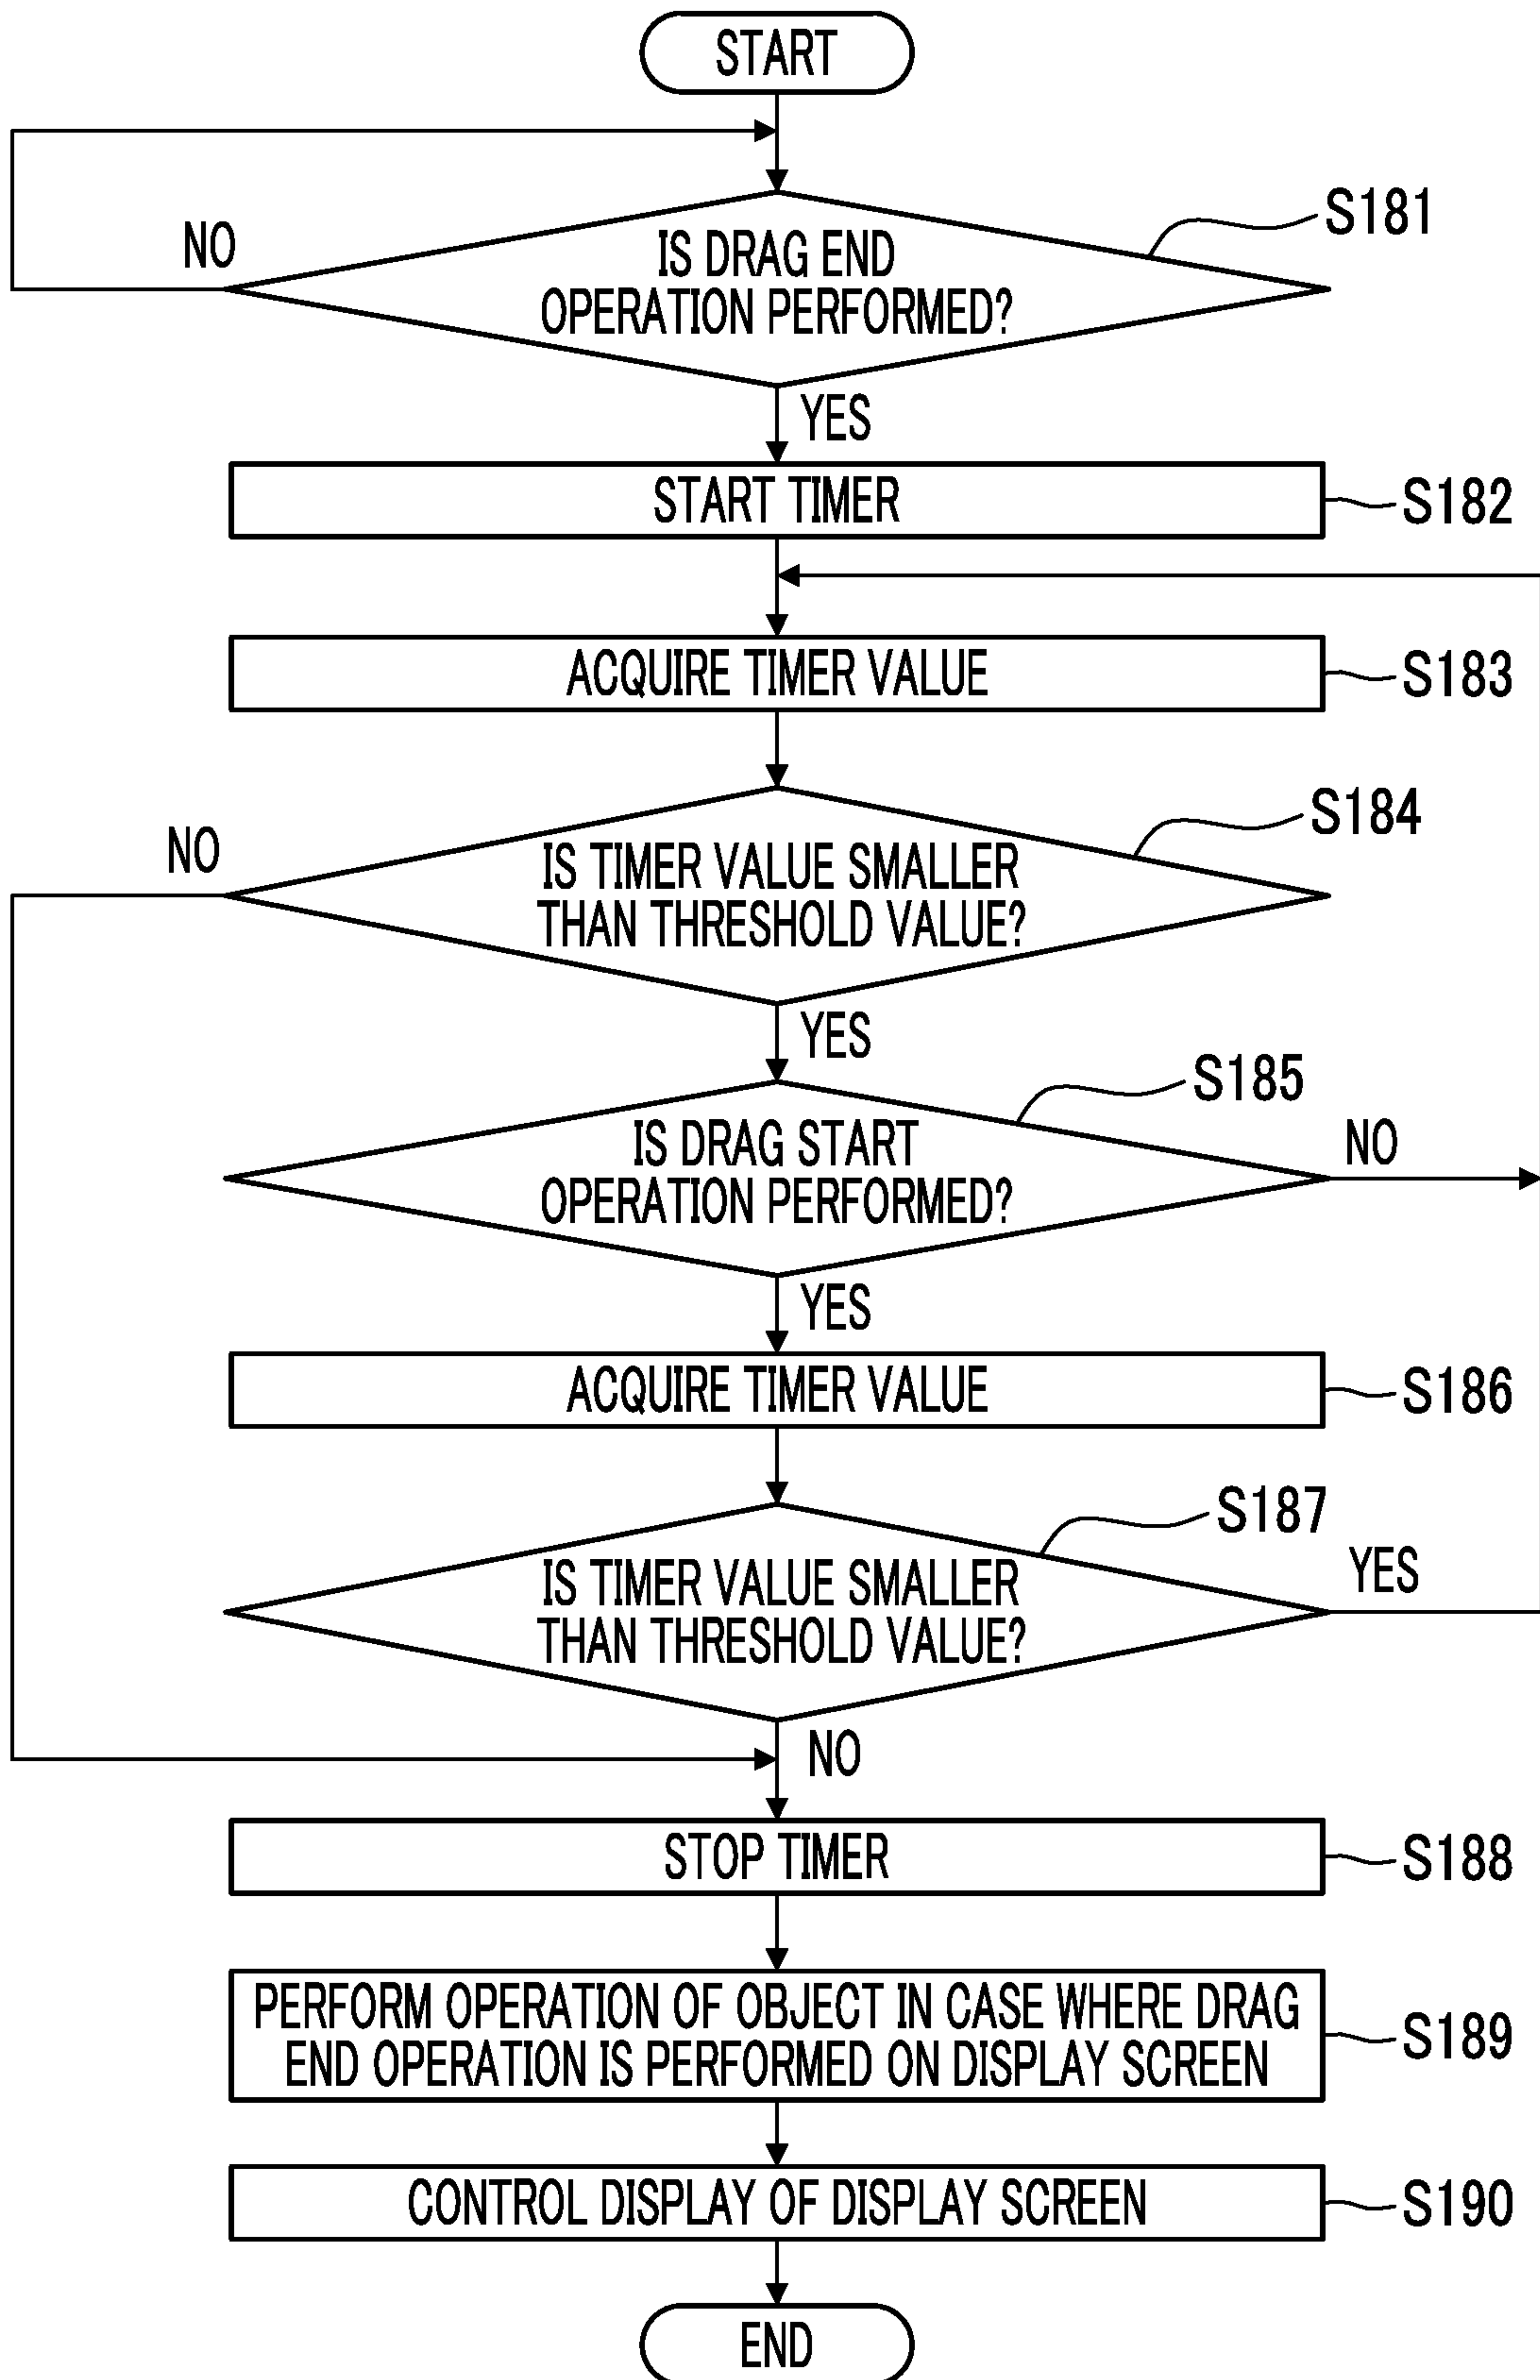 START
S181
NO
IS DRAG END
OPERATION PERFORMED?
YES
START TIMER
S182
ACQUIRE TIMER VALUE
S183
S184
NO
IS TIMER VALUE SMALLER
THAN THRESHOLD VALUE?
YES
S185
IS DRAG START
OPERATION PERFORMED?
NO
YES
ACQUIRE TIMER VALUE
S186
S187
IS TIMER VALUE SMALLER
THAN THRESHOLD VALUE?
YES
NO
STOP TIMER
S188
PERFORM OPERATION OF OBJECT IN CASE WHERE DRAG
END OPERATION IS PERFORMED ON DISPLAY SCREEN
S189
CONTROL DISPLAY OF DISPLAY SCREEN
S190
END